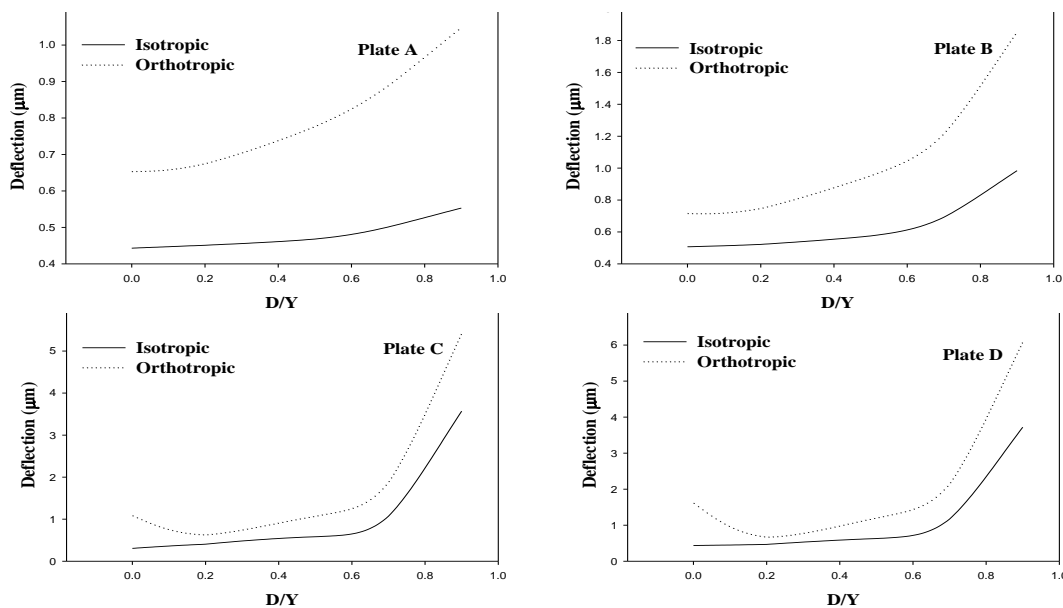 Isotropic
Orthotropic
Plate A
Deflection (μm)
1.0
0.9
0.8
0.7
0.6
0.5
0.4
0.0 0.2 0.4 0.6 0.8 1.0
D/Y
Isotropic
Orthotropic
Plate B
Deflection (μm)
1.8
1.6
1.4
1.2
1.0
0.8
0.6
0.4
0.0 0.2 0.4 0.6 0.8 1.0
D/Y
Isotropic
Orthotropic
Plate C
Deflection (μm)
5
4
3
2
1
0
0.0 0.2 0.4 0.6 0.8 1.0
D/Y
Isotropic
Orthotropic
Plate D
Deflection (μm)
6
5
4
3
2
1
0
0.0 0.2 0.4 0.6 0.8 1.0
D/Y